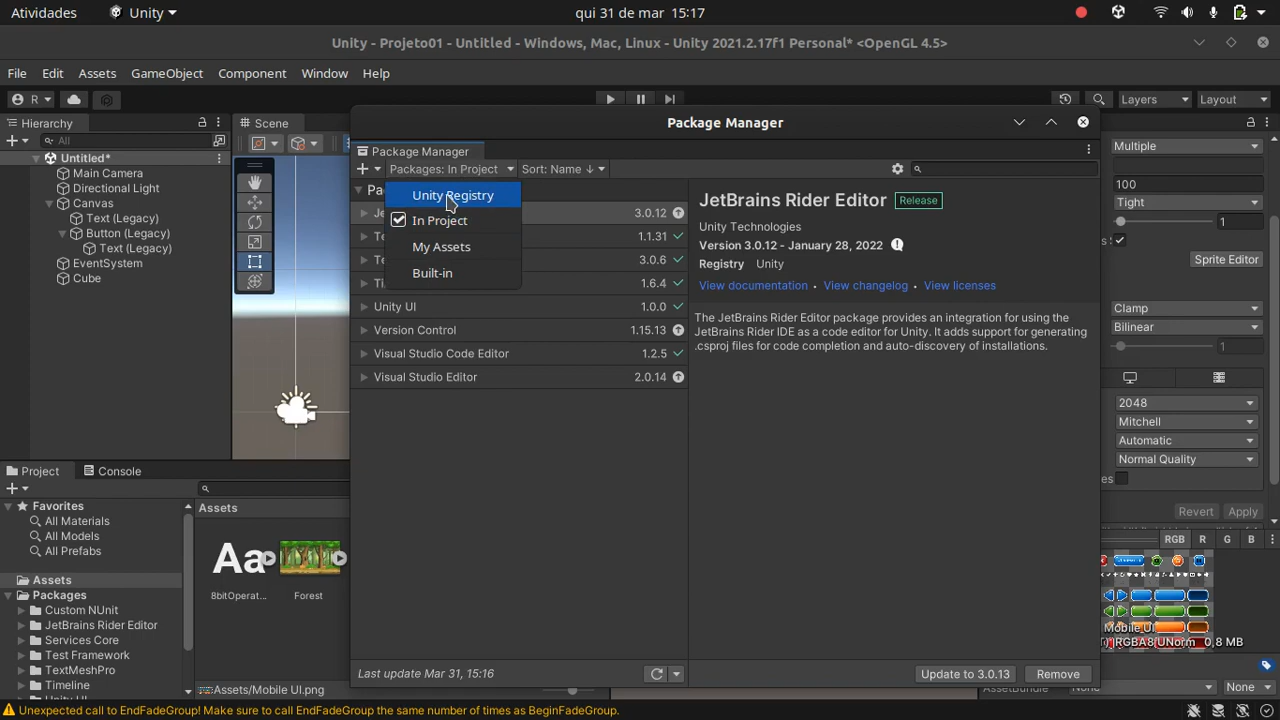 Atividades
Unity
qui 31 de mar 15:17
Unity - Projeto01 - Untitled - Windows, Mac, Linux - Unity 2021.2.17f1 Personal* <OpenGL 4.5>
File Edit Assets GameObject Component Window Help
R
Layers
Layout
Hierarchy
All
Untitled*
Main Camera
Directional Light
Canvas
Text (Legacy)
Button (Legacy)
Text (Legacy)
EventSystem
Cube
Scene
Package Manager
Package Manager
Packages: In Project
Sort: Name ↓
Unity Registry
In Project
My Assets
Built-in
3.0.12
1.1.31
3.0.6
1.6.4
Unity UI 1.0.0
Version Control 1.15.13
Visual Studio Code Editor 1.2.5
Visual Studio Editor 2.0.14
Last update Mar 31, 15:16
JetBrains Rider Editor Release
Unity Technologies
Version 3.0.12 - January 28, 2022
Registry Unity
View documentation • View changelog • View licenses
The JetBrains Rider Editor package provides an integration for using the
JetBrains Rider IDE as a code editor for Unity. It adds support for generating
.csproj files for code completion and auto-discovery of installations.
Update to 3.0.13
Remove
Multiple
100
Tight
1
Sprite Editor
Clamp
Bilinear
1
2048
Mitchell
Automatic
Normal Quality
Revert
Apply
RGB R G B
Mobile UI
RGBA8 UNorm 0,8 MB
None
None
Project
Console
Favorites
All Materials
All Models
All Prefabs
Assets
Packages
Custom NUnit
JetBrains Rider Editor
Services Core
Test Framework
TextMeshPro
Timeline
Unity UI
Assets
Aa
8bitOperat...
Forest
Assets/Mobile UI.png
Unexpected call to EndFadeGroup! Make sure to call EndFadeGroup the same number of times as BeginFadeGroup.